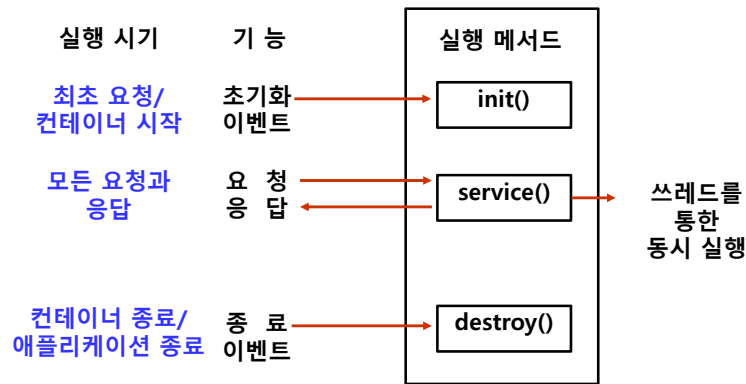 실행 시기 기 능 실행 메서드
최초 요청/ 초기화 init()
컨테이너 시작 이벤트
모든 요청과 요 청 service() 쓰레드를
응답 응 답 통한
동시 실행
컨테이너 종료/ 종 료 destroy()
애플리케이션 종료 이벤트